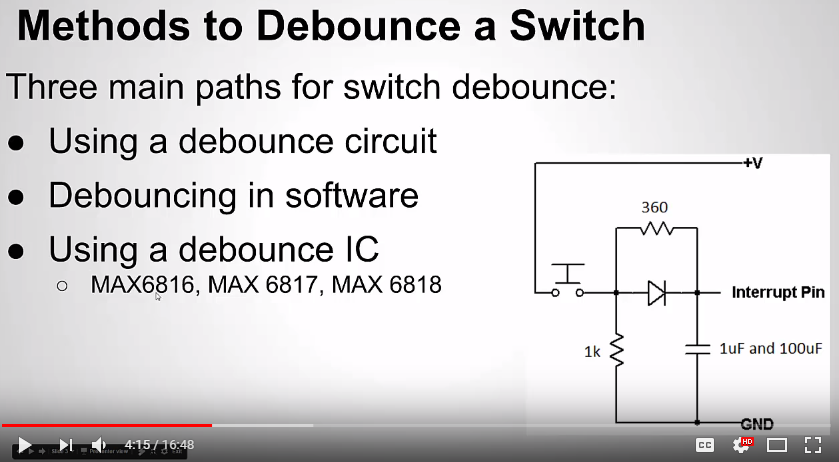 Methods to Debounce a Switch
Three main paths for switch debounce:
● Using a debounce circuit
● Debouncing in software
● Using a debounce IC
○ MAX6816, MAX 6817, MAX 6818
+V
360
Interrupt Pin
1k
1uF and 100uF
GND
4:15 / 16:48
CC
HD